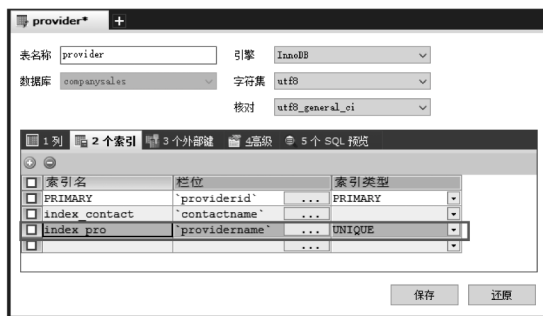 provider*
表名称 provider 引擎 InnoDB
数据库 companysales 字符集 utf8
核对 utf8_general_ci
1 列 2 个索引 3 个外部键 4高级 5 个 SQL 预览
索引名 栏位 索引类型
PRIMARY `providerid` ... PRIMARY
index_contact `contactname` ...
index_pro `providername` ... UNIQUE
...
保存 还原